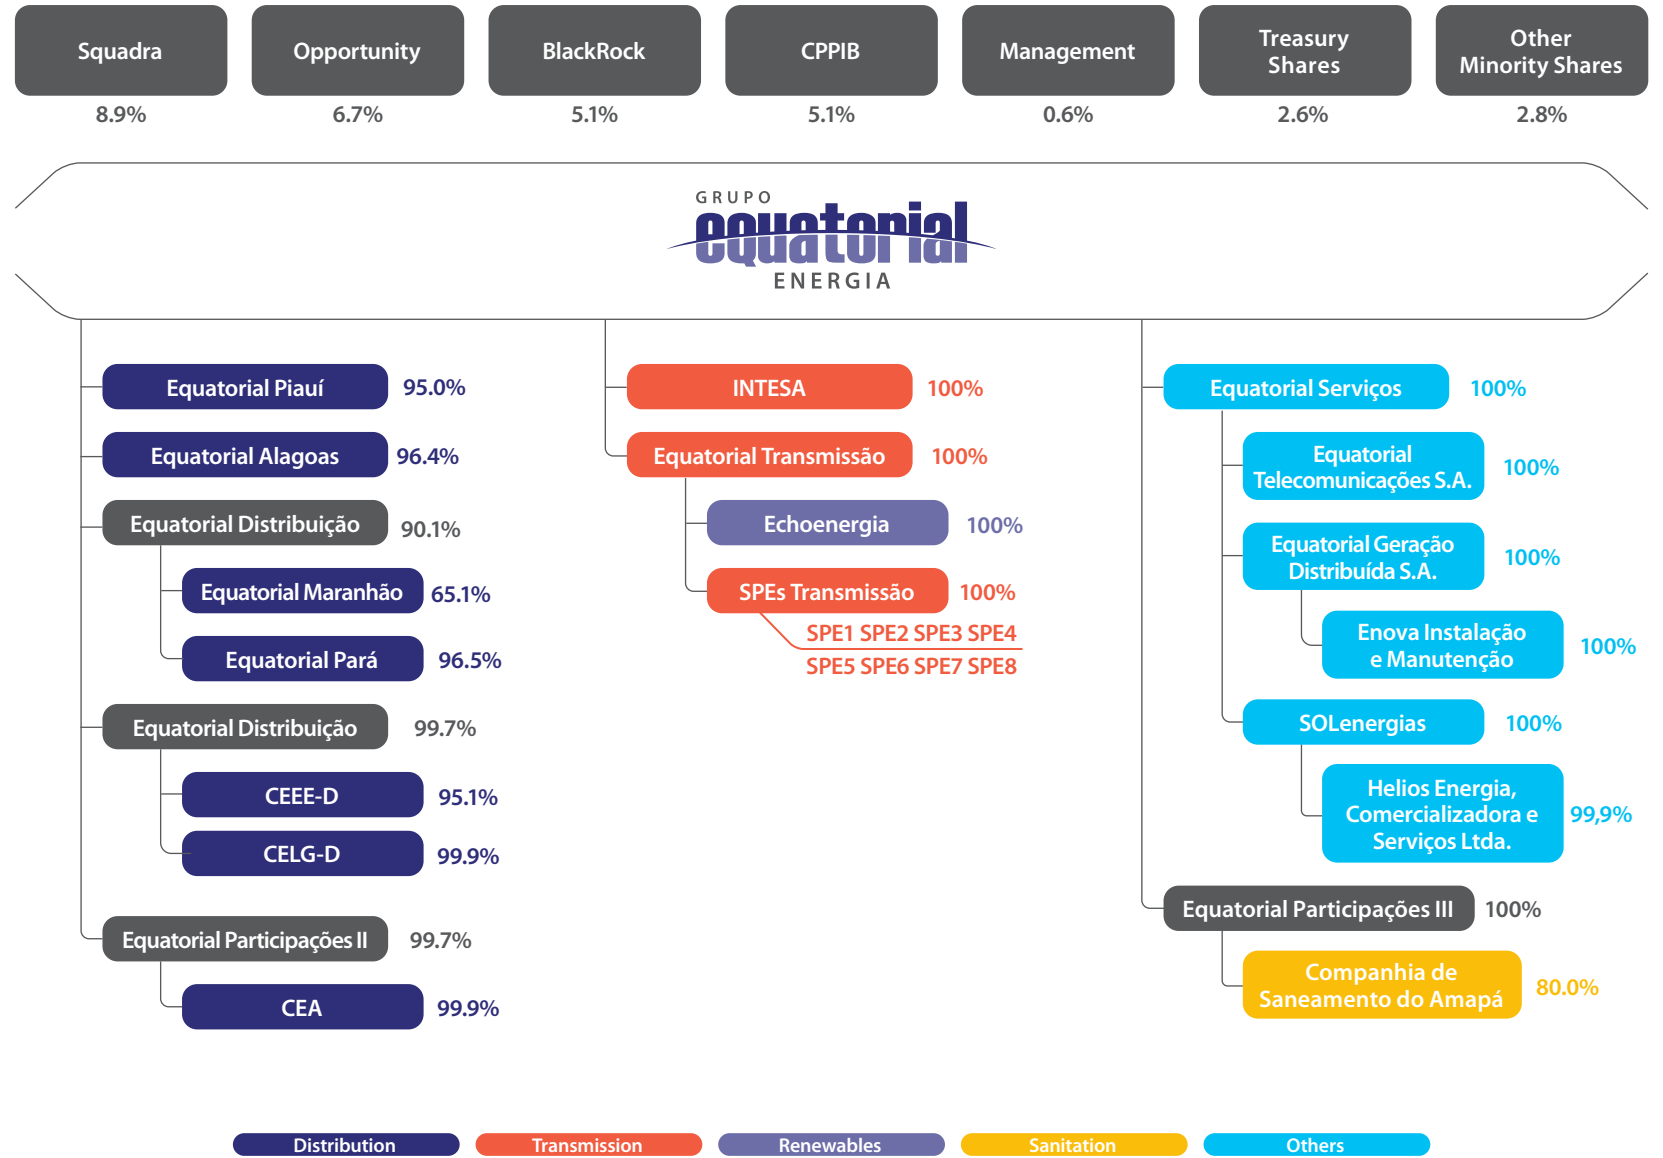 Squadra
8.9%
Opportunity
6.7%
BlackRock
5.1%
CPPIB
5.1%
Management
0.6%
Treasury
Shares
2.6%
Other
Minority Shares
2.8%
GRUPO
equatorial
ENERGIA
Equatorial Piauí 95.0%
Equatorial Alagoas 96.4%
Equatorial Distribuição 90.1%
Equatorial Maranhão 65.1%
Equatorial Pará 96.5%
Equatorial Distribuição 99.7%
CEEE-D 95.1%
CELG-D 99.9%
Equatorial Participações II 99.7%
CEA 99.9%
INTESA 100%
Equatorial Transmissão 100%
Echoenergia 100%
SPEs Transmissão 100%
SPE1 SPE2 SPE3 SPE4
SPE5 SPE6 SPE7 SPE8
Equatorial Serviços 100%
Equatorial
Telecomunicações S.A.
100%
Equatorial Geração
Distribuída S.A.
100%
Enova Instalação
e Manutenção
100%
SOLenergias 100%
Helios Energia,
Comercializadora e
Serviços Ltda.
99,9%
Equatorial Participações III 100%
Companhia de
Saneamento do Amapá
80.0%
Distribution
Transmission
Renewables
Sanitation
Others